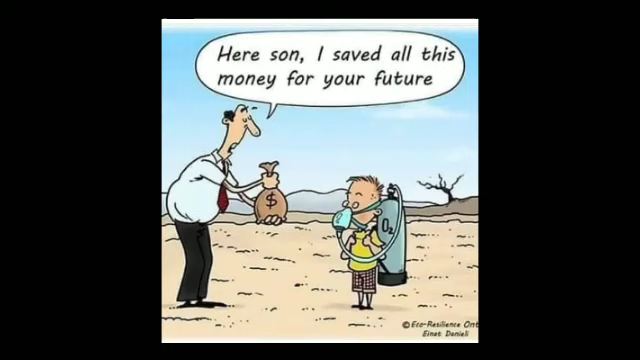 Here son, I saved all this
money for your future
$
O₂
©Eco-Resilience Ont
Einat Danieli